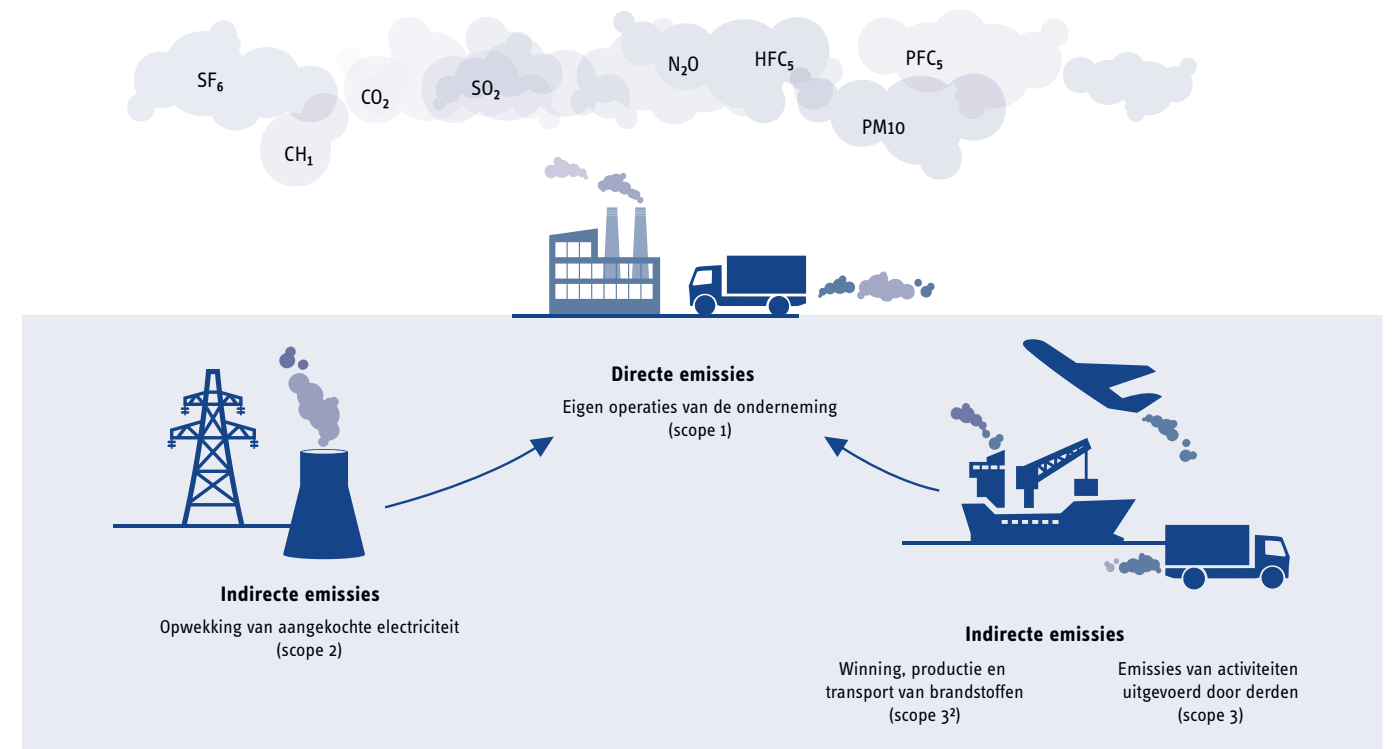 SF₆
CO₂
SO₂
N₂O
HFC₅
PFC₅
PM10
CH₁
Directe emissies
Eigen operaties van de onderneming
(scope 1)
Indirecte emissies
Opwekking van aangekochte electriciteit
(scope 2)
Indirecte emissies
Winning, productie en
transport van brandstoffen
(scope 3²)
Emissies van activiteiten
uitgevoerd door derden
(scope 3)